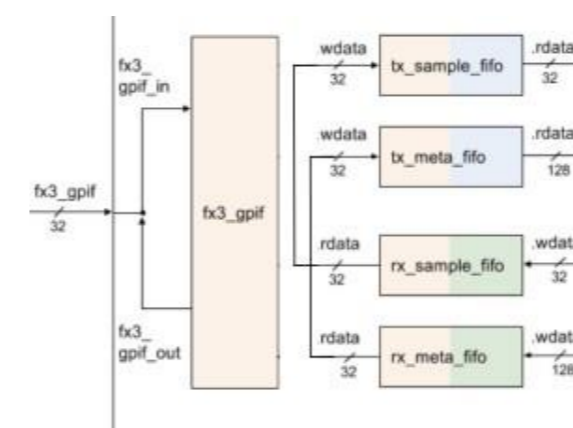 fx3_
gpif_in
fx3_gpif
32
fx3_
gpif_out
fx3_gpif
.wdata
32
tx_sample_fifo
.rdata
32
.wdata
32
tx_meta_fifo
.rdata
128
.rdata
32
rx_sample_fifo
.wdat
32
.rdata
32
rx_meta_fifo
.wdat
128